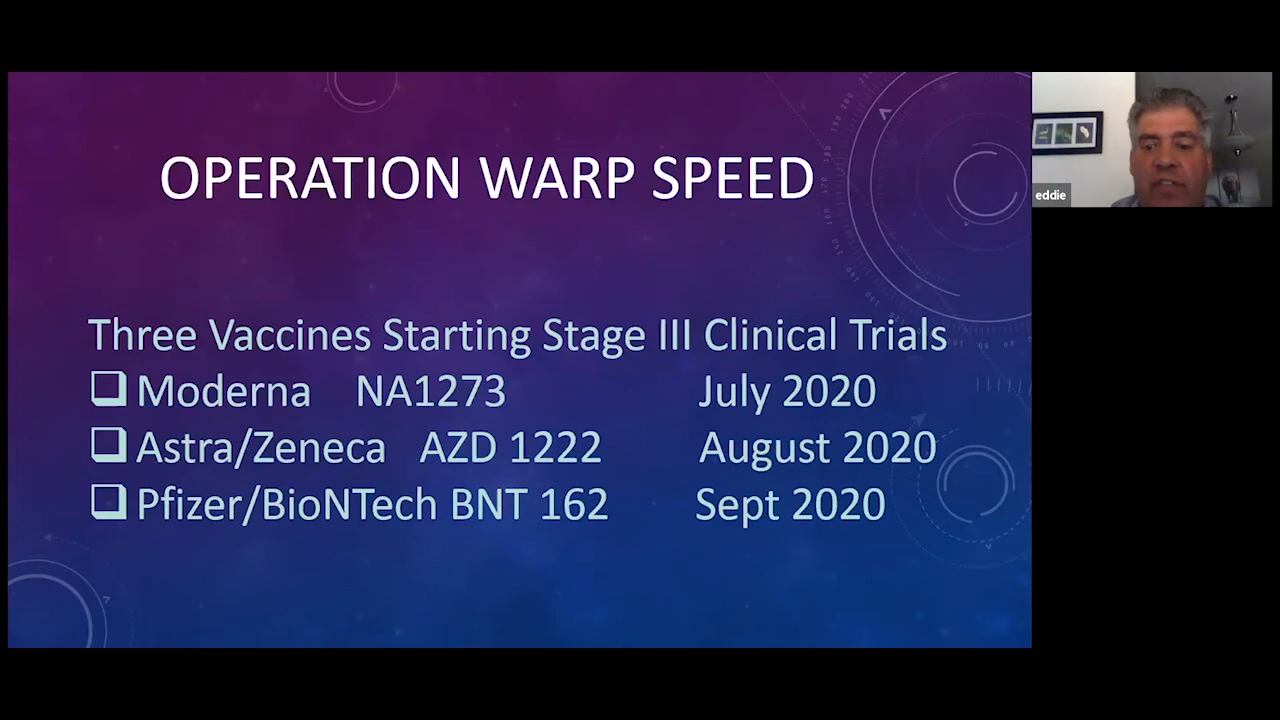 OPERATION WARP SPEED
Three Vaccines Starting Stage III Clinical Trials
Moderna NA1273 July 2020
Astra/Zeneca AZD 1222 August 2020
Pfizer/BioNTech BNT 162 Sept 2020
eddie